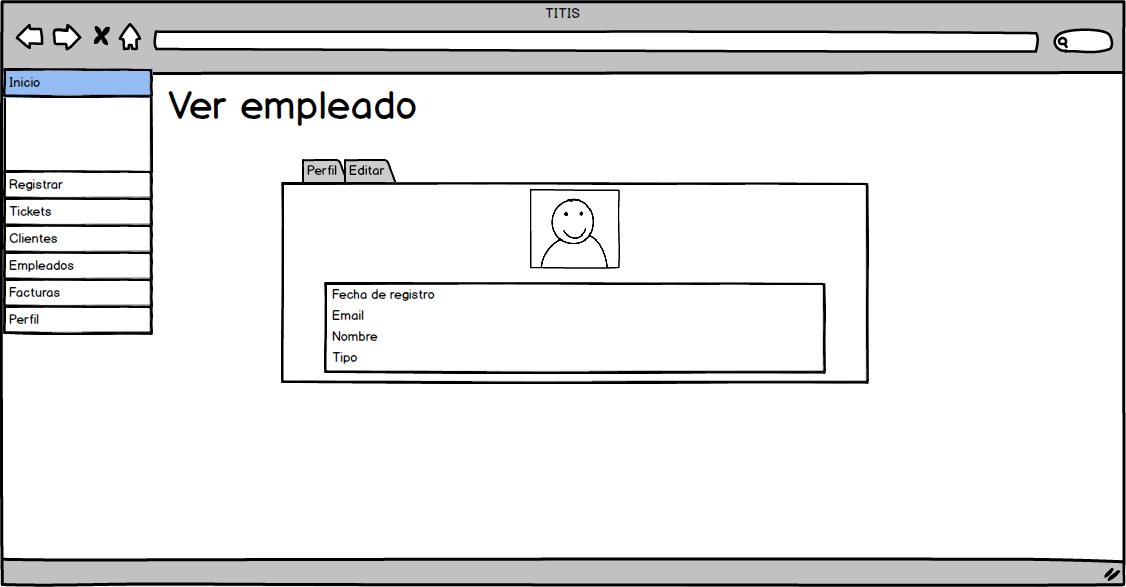 TITIS
Inicio
Registrar
Tickets
Clientes
Empleados
Facturas
Perfil
Ver empleado
Perfil
Editar
Fecha de registro
Email
Nombre
Tipo